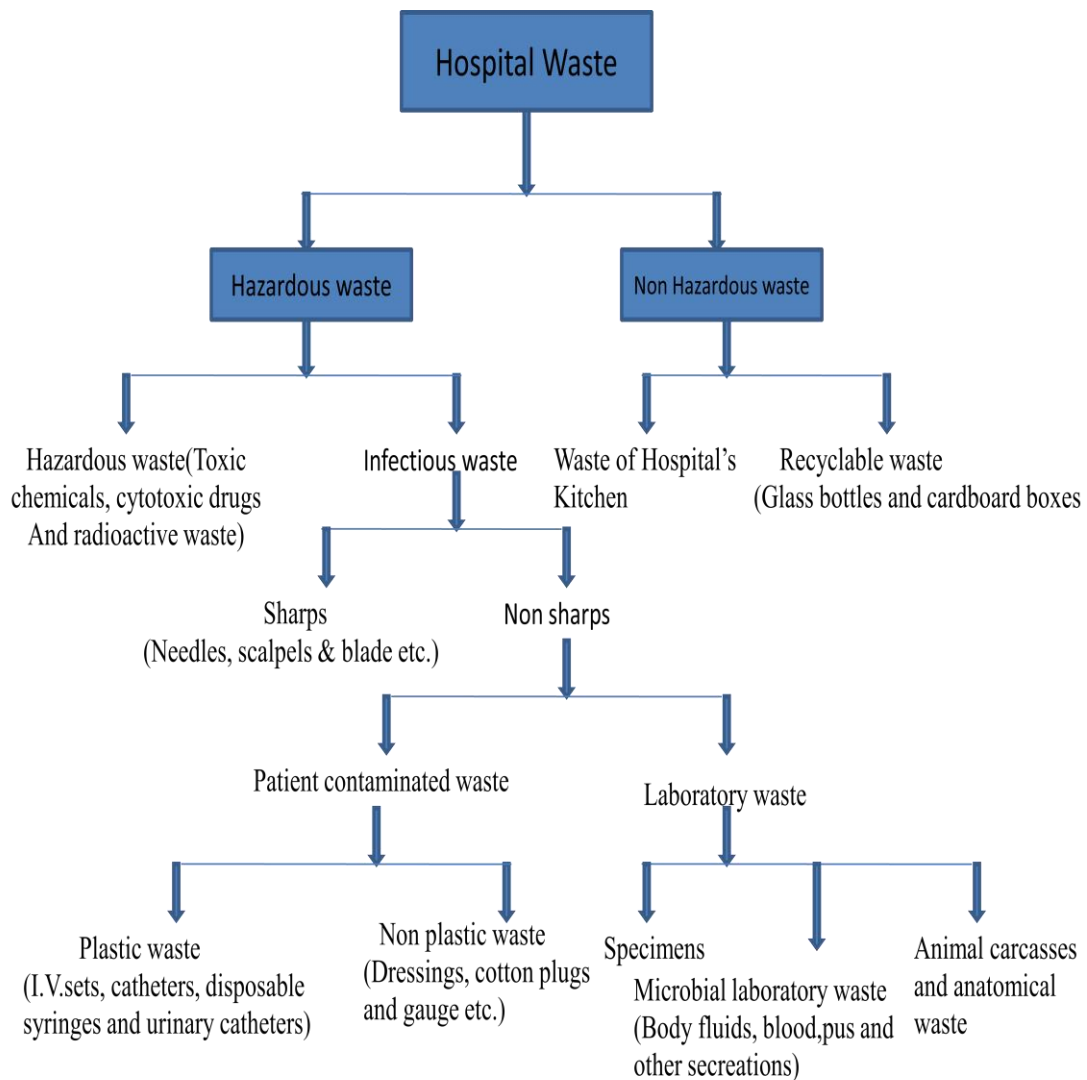 Hospital Waste
Hazardous waste
Non Hazardous waste
Hazardous waste(Toxic
chemicals, cytotoxic drugs
And radioactive waste)
Infectious waste
Waste of Hospital's
Kitchen
Recyclable waste
(Glass bottles and cardboard boxes
Sharps
(Needles, scalpels & blade etc.)
Non sharps
Patient contaminated waste
Laboratory waste
Plastic waste
(I.V.sets, catheters, disposable
syringes and urinary catheters)
Non plastic waste
(Dressings, cotton plugs
and gauge etc.)
Specimens
Microbial laboratory waste
(Body fluids, blood,pus and
other secreations)
Animal carcasses
and anatomical
waste